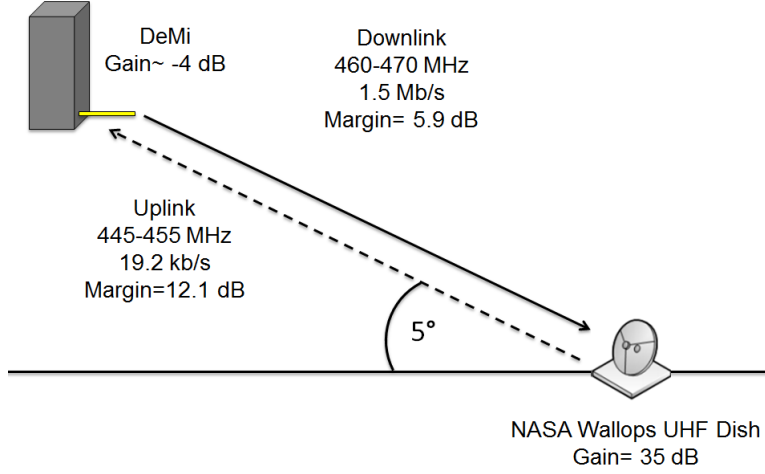 DeMi
Gain~ -4 dB
Downlink
460-470 MHz
1.5 Mb/s
Margin= 5.9 dB
Uplink
445-455 MHz
19.2 kb/s
Margin=12.1 dB
5°
NASA Wallops UHF Dish
Gain= 35 dB